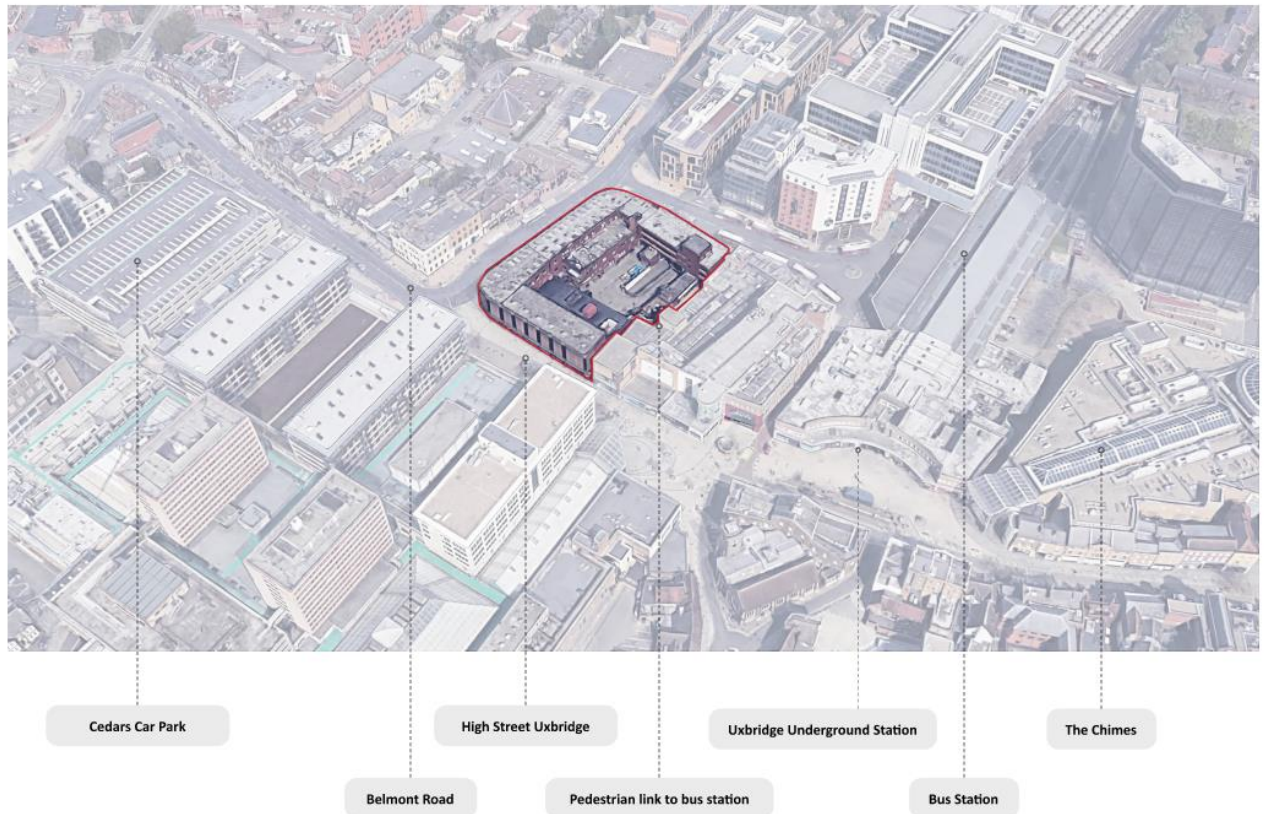 Cedars Car Park
High Street Uxbridge
Uxbridge Underground Station
The Chimes
Belmont Road
Pedestrian link to bus station
Bus Station